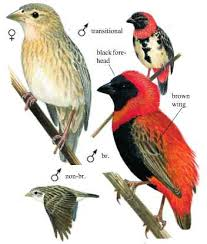 ♀
♂ transitional
black fore-
head
brown
wing
♂ br.
♂
non-br.